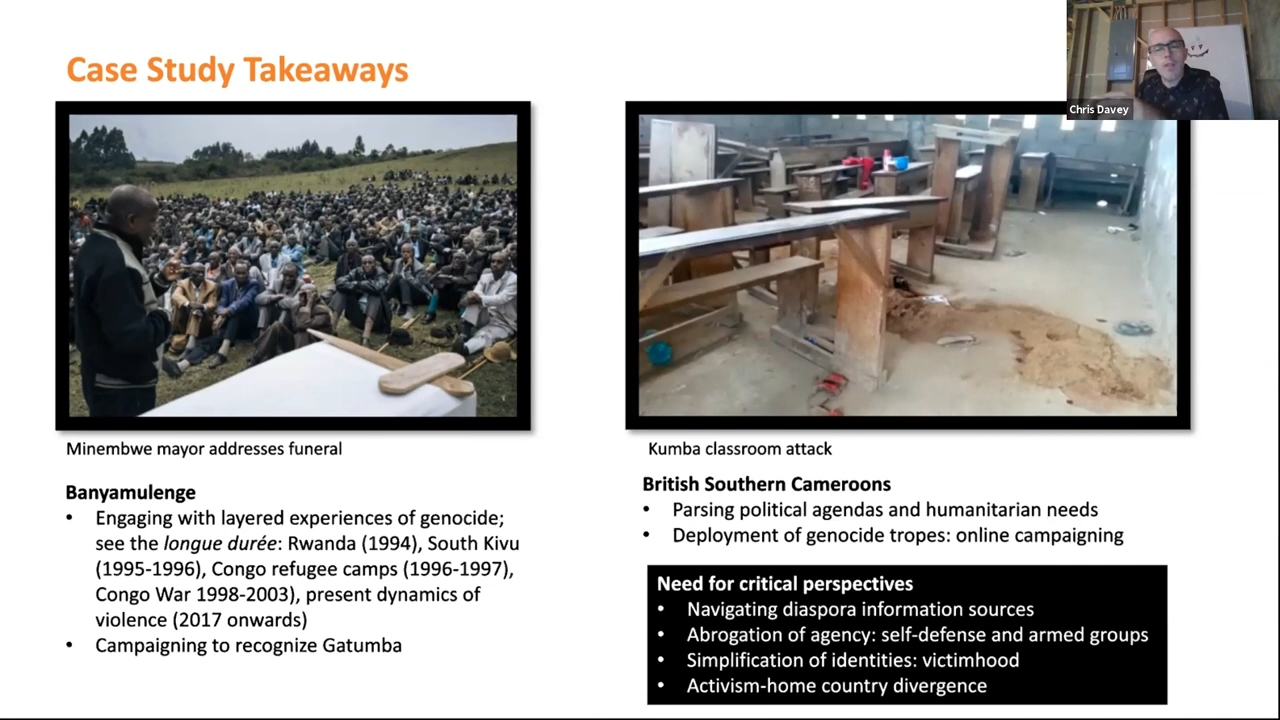 Case Study Takeaways
Chris Davey
Minembwe mayor addresses funeral
Banyamulenge
• Engaging with layered experiences of genocide;
see the longue durée: Rwanda (1994), South Kivu
(1995-1996), Congo refugee camps (1996-1997),
Congo War 1998-2003), present dynamics of
violence (2017 onwards)
• Campaigning to recognize Gatumba
Kumba classroom attack
British Southern Cameroons
• Parsing political agendas and humanitarian needs
• Deployment of genocide tropes: online campaigning
Need for critical perspectives
• Navigating diaspora information sources
• Abrogation of agency: self-defense and armed groups
• Simplification of identities: victimhood
• Activism-home country divergence